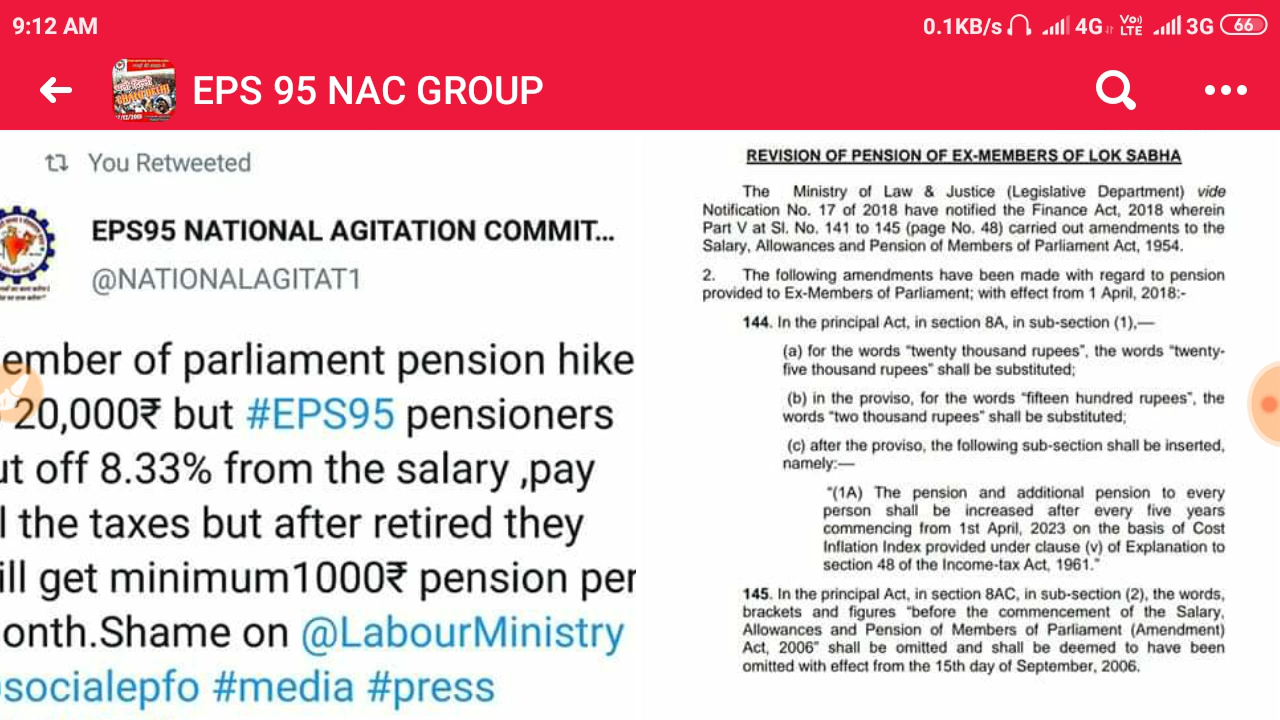 9:12 AM
0.1KB/s 4G VoLTE 3G 66
EPS 95 NAC GROUP
You Retweeted
EPS95 NATIONAL AGITATION COMMIT...
@NATIONALAGITAT1
ember of parliament pension hike
20,000₹ but #EPS95 pensioners
ut off 8.33% from the salary ,pay
l the taxes but after retired they
ill get minimum1000₹ pension per
onth.Shame on @LabourMinistry
socialepfo #media #press
REVISION OF PENSION OF EX-MEMBERS OF LOK SABHA
The Ministry of Law & Justice (Legislative Department) vide
Notification No. 17 of 2018 have notified the Finance Act, 2018 wherein
Part V at Sl. No. 141 to 145 (page No. 48) carried out amendments to the
Salary, Allowances and Pension of Members of Parliament Act, 1954.
2. The following amendments have been made with regard to pension
provided to Ex-Members of Parliament; with effect from 1 April, 2018:-
144. In the principal Act, in section 8A, in sub-section (1),—
(a) for the words “twenty thousand rupees”, the words “twenty-
five thousand rupees” shall be substituted;
(b) in the proviso, for the words “fifteen hundred rupees”, the
words “two thousand rupees” shall be substituted;
(c) after the proviso, the following sub-section shall be inserted,
namely:—
“(1A) The pension and additional pension to every
person shall be increased after every five years
commencing from 1st April, 2023 on the basis of Cost
Inflation Index provided under clause (v) of Explanation to
section 48 of the Income-tax Act, 1961.”
145. In the principal Act, in section 8AC, in sub-section (2), the words,
brackets and figures “before the commencement of the Salary,
Allowances and Pension of Members of Parliament (Amendment)
Act, 2006” shall be omitted and shall be deemed to have been
omitted with effect from the 15th day of September, 2006.